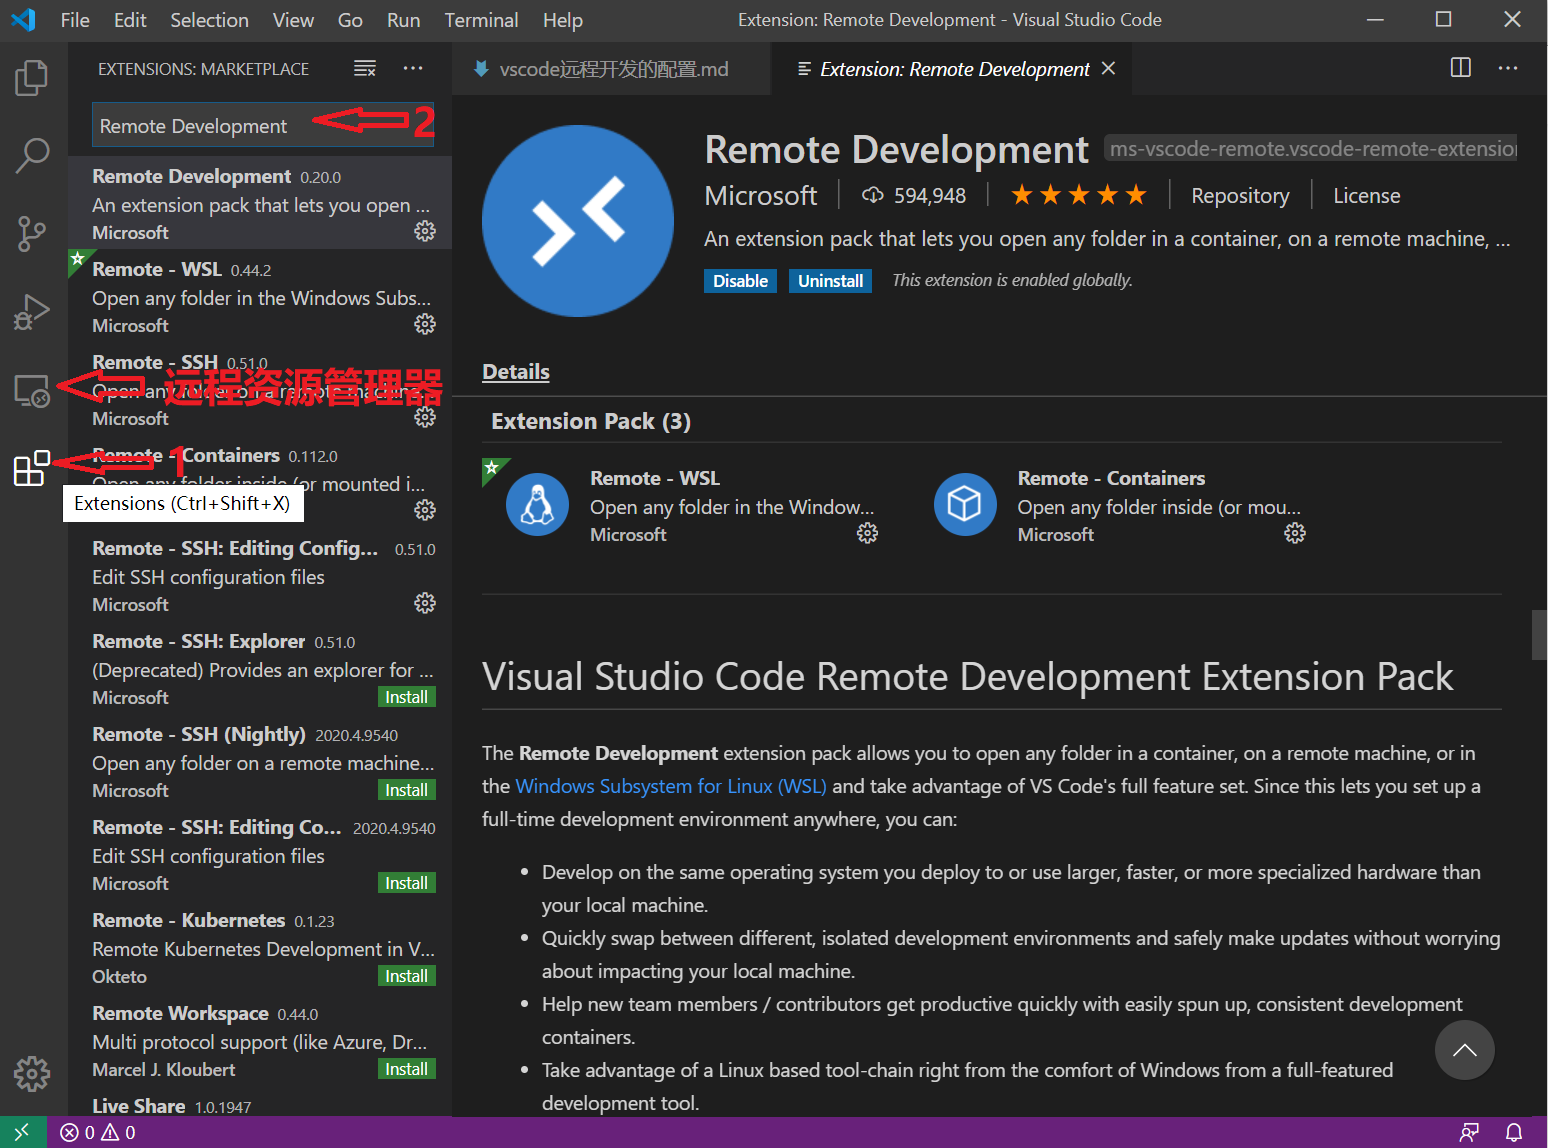 File Edit Selection View Go Run Terminal Help
Extension: Remote Development - Visual Studio Code
EXTENSIONS: MARKETPLACE
Remote Development
2
Remote Development 0.20.0
An extension pack that lets you open ...
Microsoft
Remote - WSL 0.44.2
Open any folder in the Windows Subs...
Microsoft
Remote - SSH 0.51.0
Open any folder on a remote machine...
远程资源管理器
Microsoft
Remote - Containers 0.112.0
1
Open any folder inside (or mounted i...
Extensions (Ctrl+Shift+X)
Remote - SSH: Editing Config... 0.51.0
Edit SSH configuration files
Microsoft
Remote - SSH: Explorer 0.51.0
(Deprecated) Provides an explorer for ...
Microsoft Install
Remote - SSH (Nightly) 2020.4.9540
Open any folder on a remote machine...
Microsoft Install
Remote - SSH: Editing Co... 2020.4.9540
Edit SSH configuration files
Microsoft Install
Remote - Kubernetes 0.1.23
Remote Kubernetes Development in V...
Okteto Install
Remote Workspace 0.44.0
Multi protocol support (like Azure, Dr...
Marcel J. Kloubert Install
Live Share 1.0.1947
vscode远程开发的配置.md
Extension: Remote Development
Remote Development ms-vscode-remote.vscode-remote-extension
Microsoft 594,948 Repository License
An extension pack that lets you open any folder in a container, on a remote machine, ...
Disable Uninstall This extension is enabled globally.
Details
Extension Pack (3)
Remote - WSL
Open any folder in the Window...
Microsoft
Remote - Containers
Open any folder inside (or mou...
Microsoft
Visual Studio Code Remote Development Extension Pack
The Remote Development extension pack allows you to open any folder in a container, on a remote machine, or in
the Windows Subsystem for Linux (WSL) and take advantage of VS Code's full feature set. Since this lets you set up a
full-time development environment anywhere, you can:
• Develop on the same operating system you deploy to or use larger, faster, or more specialized hardware than
your local machine.
• Quickly swap between different, isolated development environments and safely make updates without worrying
about impacting your local machine.
• Help new team members / contributors get productive quickly with easily spun up, consistent development
containers.
• Take advantage of a Linux based tool-chain right from the comfort of Windows from a full-featured
development tool.
0 0